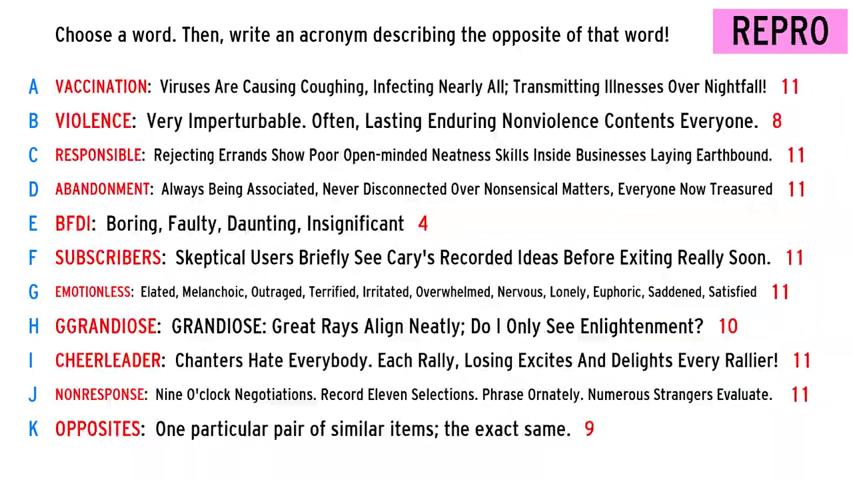 Choose a word. Then, write an acronym describing the opposite of that word!
REPRO
A VACCINATION: Viruses Are Causing Coughing, Infecting Nearly All; Transmitting Illnesses Over Nightfall! 11
B VIOLENCE: Very Imperturbable. Often, Lasting Enduring Nonviolence Contents Everyone. 8
C RESPONSIBLE: Rejecting Errands Show Poor Open-minded Neatness Skills Inside Businesses Laying Earthbound. 11
D ABANDONMENT: Always Being Associated, Never Disconnected Over Nonsensical Matters, Everyone Now Treasured 11
E BFDI: Boring, Faulty, Daunting, Insignificant 4
F SUBSCRIBERS: Skeptical Users Briefly See Cary's Recorded Ideas Before Exiting Really Soon. 11
G EMOTIONLESS: Elated, Melanchoic, Outraged, Terrified, Irritated, Overwhelmed, Nervous, Lonely, Euphoric, Saddened, Satisfied 11
H GGRANDIOSE: GRANDIOSE: Great Rays Align Neatly; Do I Only See Enlightenment? 10
I CHEERLEADER: Chanters Hate Everybody. Each Rally, Losing Excites And Delights Every Rallier! 11
J NONRESPONSE: Nine O'clock Negotiations. Record Eleven Selections. Phrase Ornately. Numerous Strangers Evaluate. 11
K OPPOSITES: One particular pair of similar items; the exact same. 9